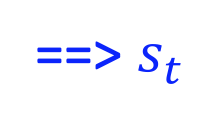 ==> s_t